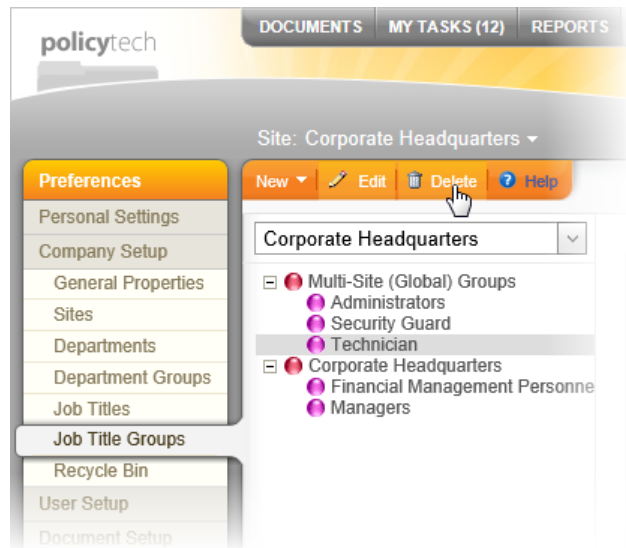 policytech
DOCUMENTS MY TASKS (12) REPORTS
Site: Corporate Headquarters
Preferences
New Edit Delete Help
Personal Settings
Company Setup
General Properties
Sites
Departments
Department Groups
Job Titles
Job Title Groups
Recycle Bin
User Setup
Document Setup
Corporate Headquarters
Multi-Site (Global) Groups
Administrators
Security Guard
Technician
Corporate Headquarters
Financial Management Personne
Managers